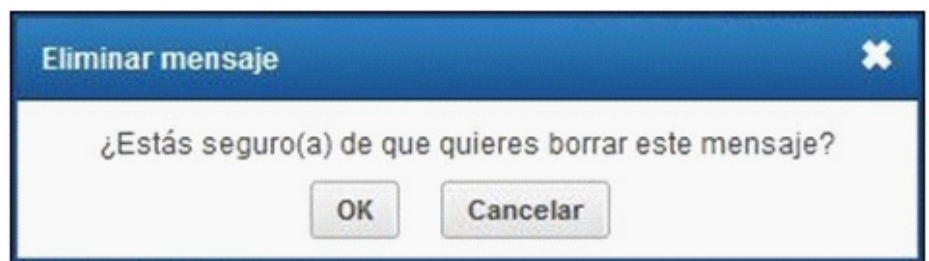 Eliminar mensaje
¿Estás seguro(a) de que quieres borrar este mensaje?
OK Cancelar